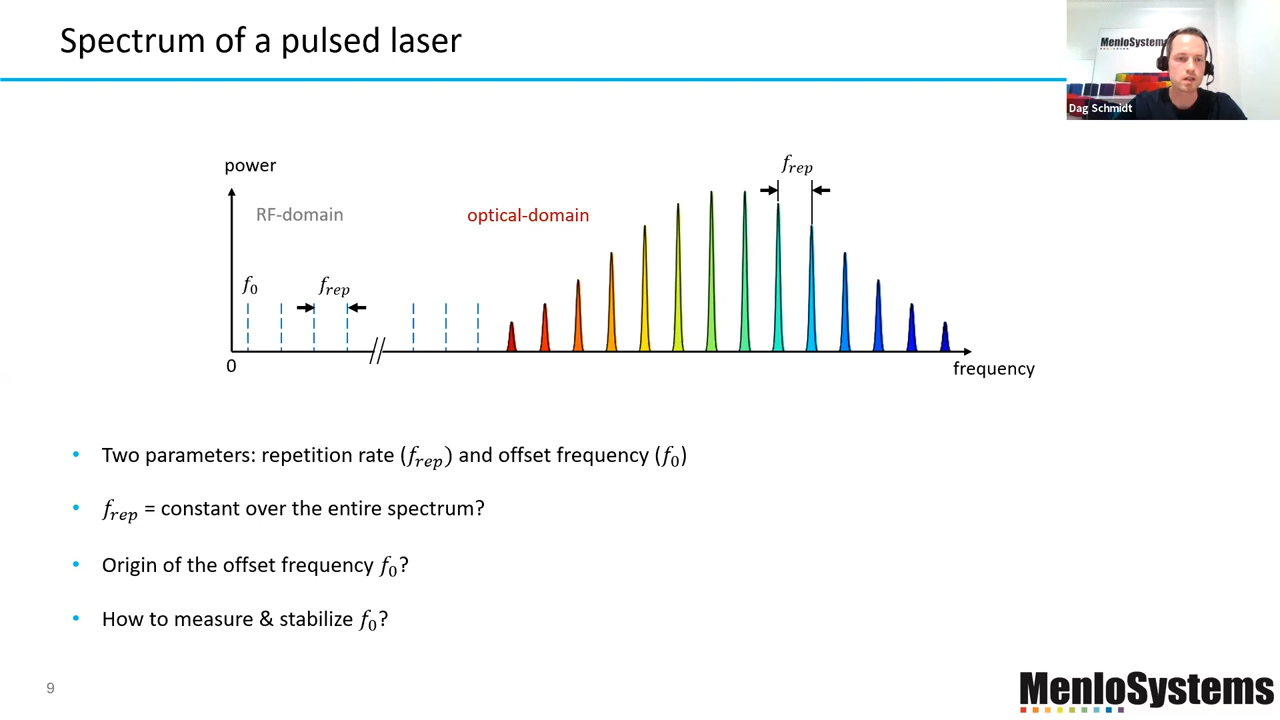 Spectrum of a pulsed laser
MenloSystems
Dag Schmidt
power
f_rep
RF-domain
optical-domain
f_0
f_rep
0
frequency
• Two parameters: repetition rate (f_rep) and offset frequency (f_0)
• f_rep = constant over the entire spectrum?
• Origin of the offset frequency f_0?
• How to measure & stabilize f_0?
9
MenloSystems